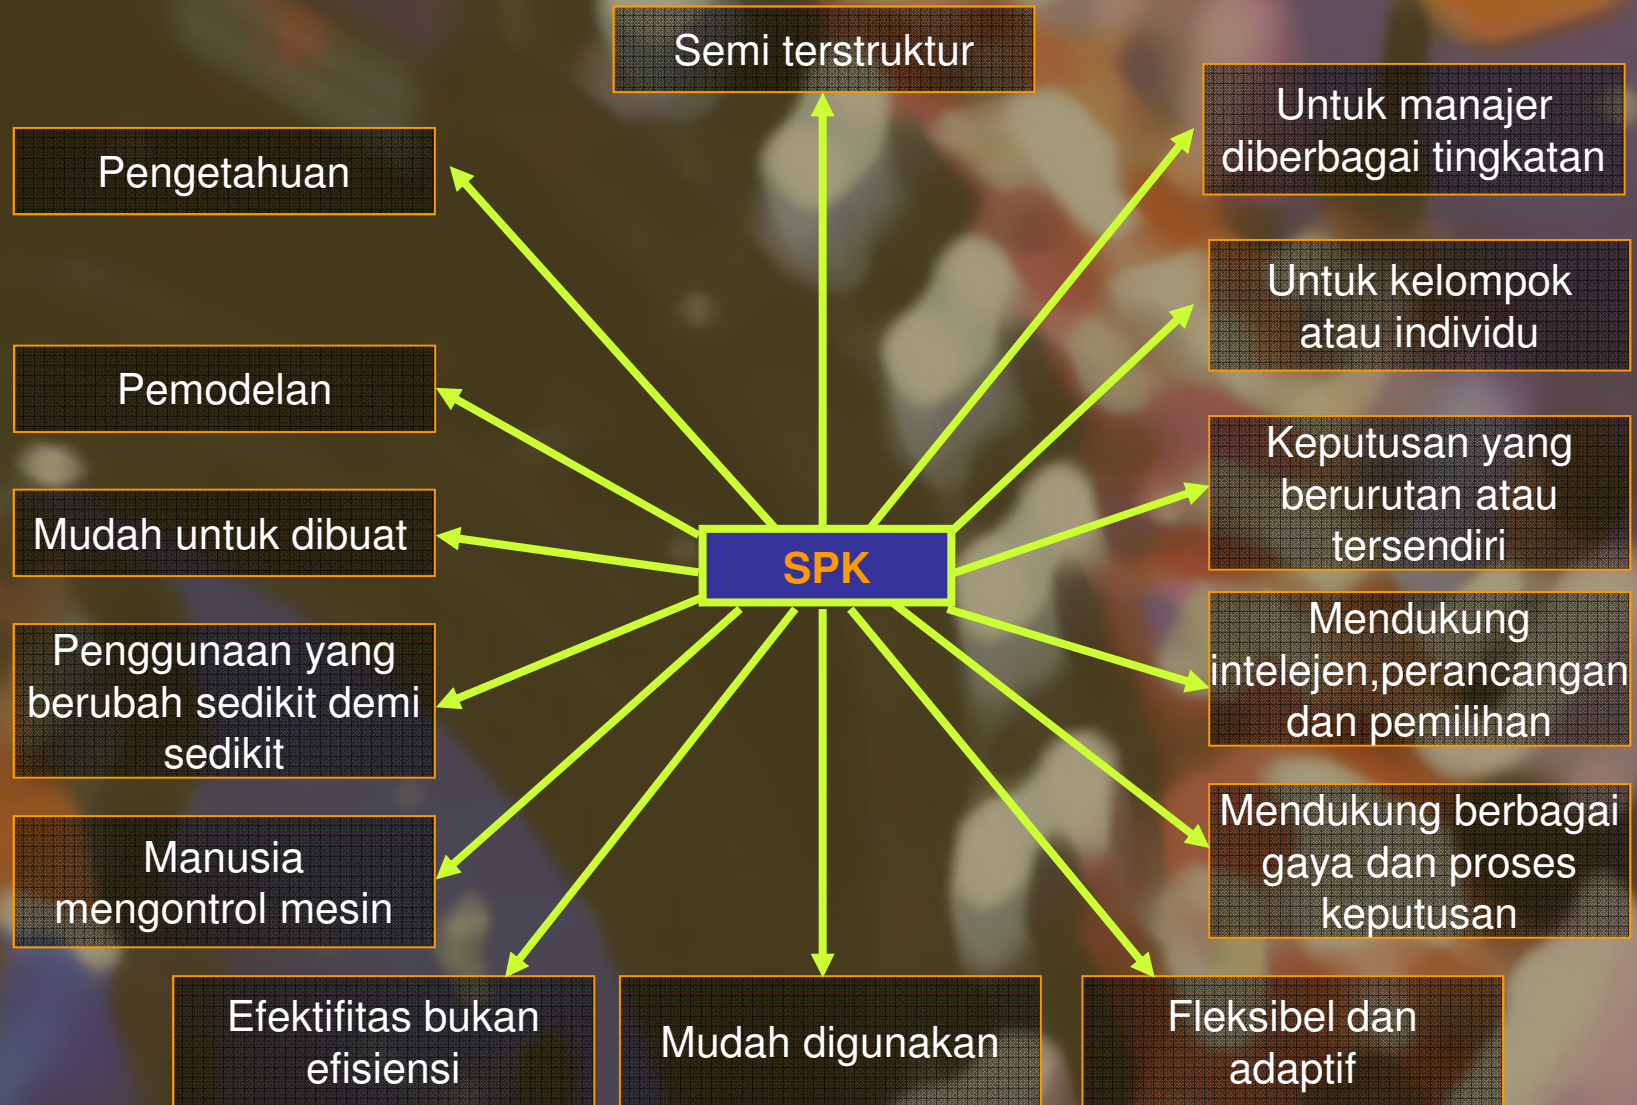 Semi terstruktur
Untuk manajer
diberbagai tingkatan
Pengetahuan
Untuk kelompok
atau individu
Pemodelan
Keputusan yang
berurutan atau
tersendiri
Mudah untuk dibuat
SPK
Mendukung
intelejen,perancangan
dan pemilihan
Penggunaan yang
berubah sedikit demi
sedikit
Mendukung berbagai
gaya dan proses
keputusan
Manusia
mengontrol mesin
Efektifitas bukan
efisiensi
Mudah digunakan
Fleksibel dan
adaptif